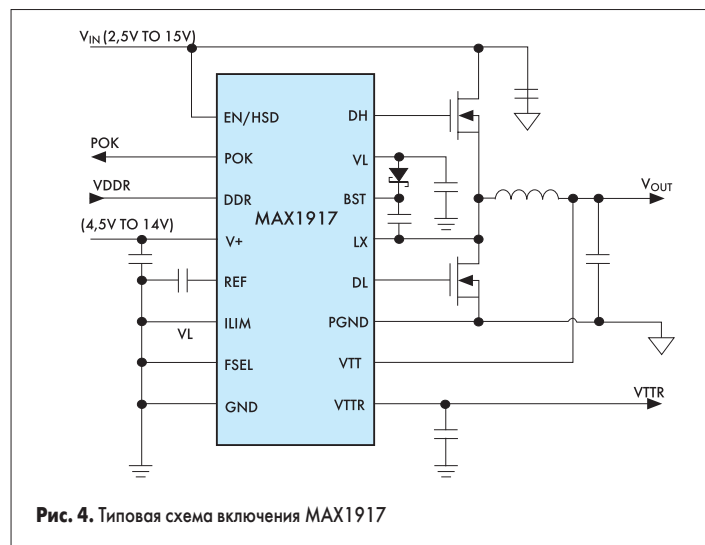 VIN (2,5V TO 15V)
EN/HSD
DH
POK
POK
VL
VDDR
DDR
BST
VOUT
MAX1917
(4,5V TO 14V)
V+
LX
REF
DL
VL
ILIM
PGND
FSEL
VTT
GND
VTTR
VTTR
Рис. 4. Типовая схема включения MAX1917